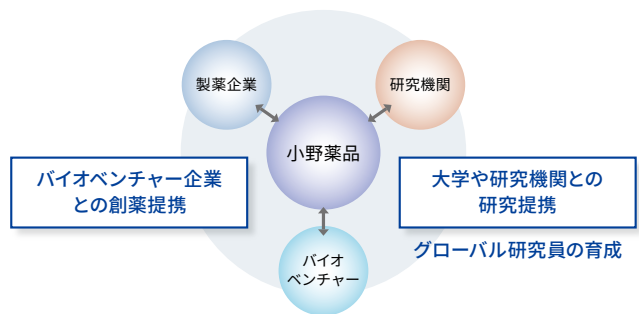 製薬企業
研究機関
小野薬品
バイオベンチャー企業
との創薬提携
大学や研究機関との
研究提携
グローバル研究員の育成
バイオ
ベンチャー